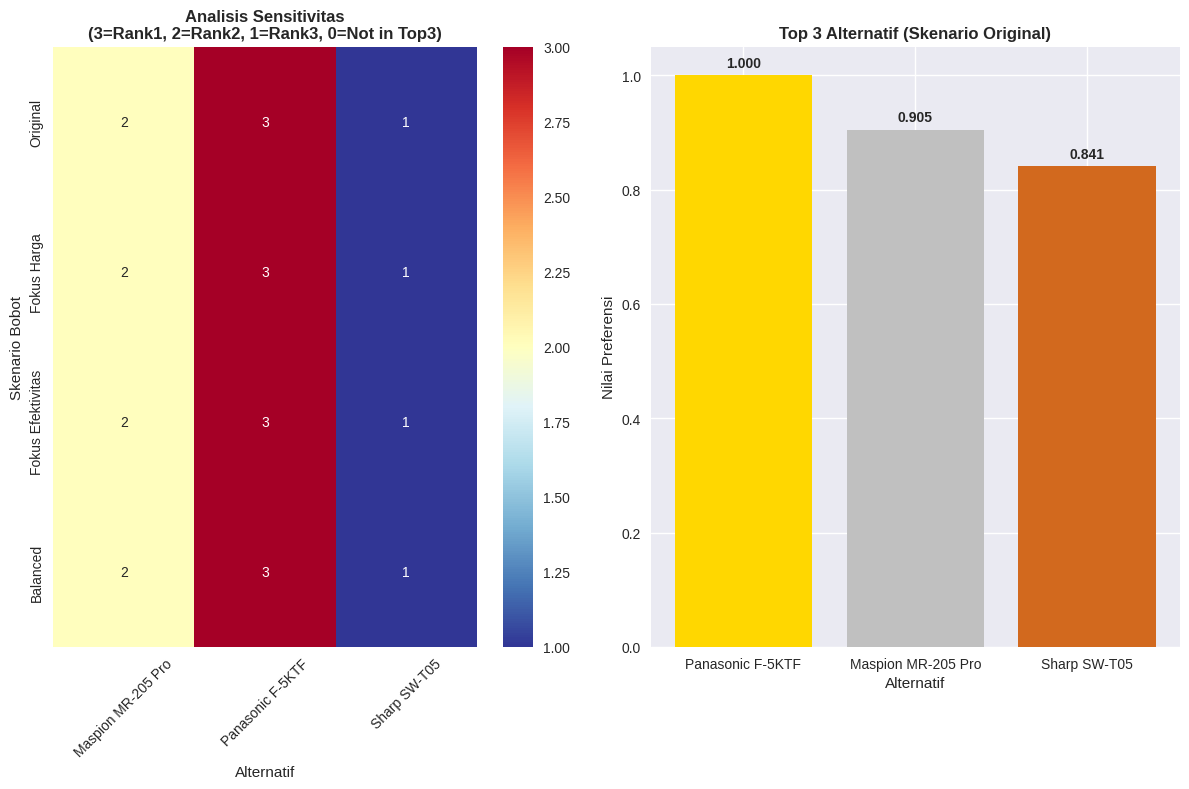 Analisis Sensitivitas
(3=Rank1, 2=Rank2, 1=Rank3, 0=Not in Top3)
Skenario Bobot
Original
Fokus Harga
Fokus Efektivitas
Balanced
2 3 1
2 3 1
2 3 1
2 3 1
Maspion MR-205 Pro
Panasonic F-5KTF
Sharp SW-T05
Alternatif
3.00
2.75
2.50
2.25
2.00
1.75
1.50
1.25
1.00
Top 3 Alternatif (Skenario Original)
Nilai Preferensi
1.0
0.8
0.6
0.4
0.2
0.0
1.000
0.905
0.841
Panasonic F-5KTF
Maspion MR-205 Pro
Sharp SW-T05
Alternatif